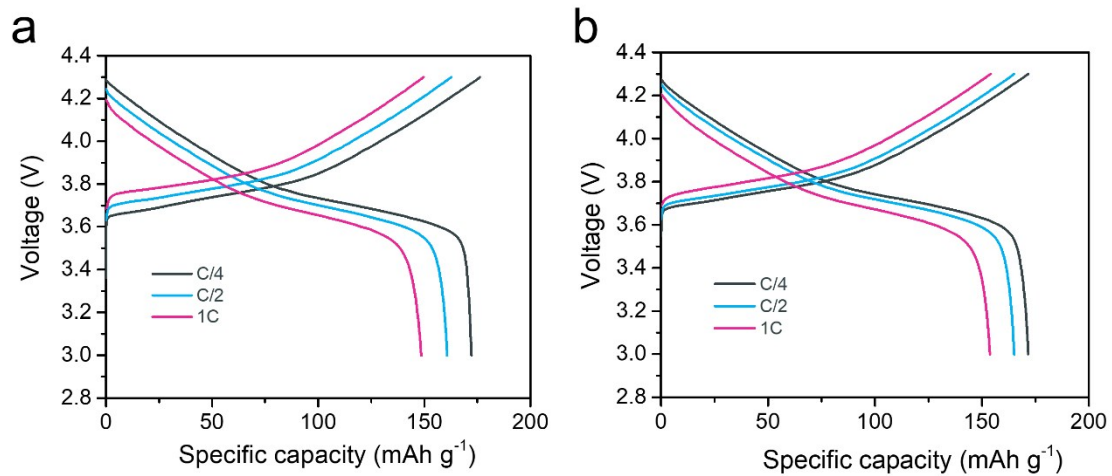 a
4.4
4.2
4.0
3.8
3.6
3.4
3.2
3.0
2.8
Voltage (V)
C/4
C/2
1C
0
50
100
150
200
Specific capacity (mAh g⁻¹)
b
4.4
4.2
4.0
3.8
3.6
3.4
3.2
3.0
2.8
Voltage (V)
C/4
C/2
1C
0
50
100
150
200
Specific capacity (mAh g⁻¹)